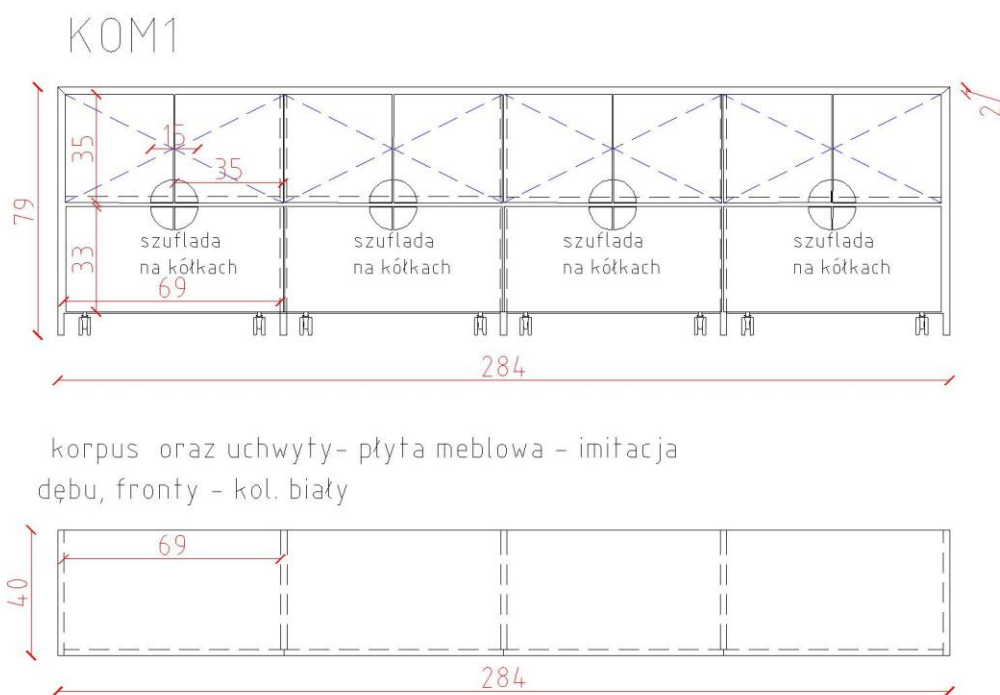 KOM1
2
15
35
35
79
szuflada
na kółkach
szuflada
na kółkach
szuflada
na kółkach
szuflada
na kółkach
33
69
284
korpus oraz uchwyty- płyta meblowa - imitacja
dębu, fronty - kol. biały
69
40
284